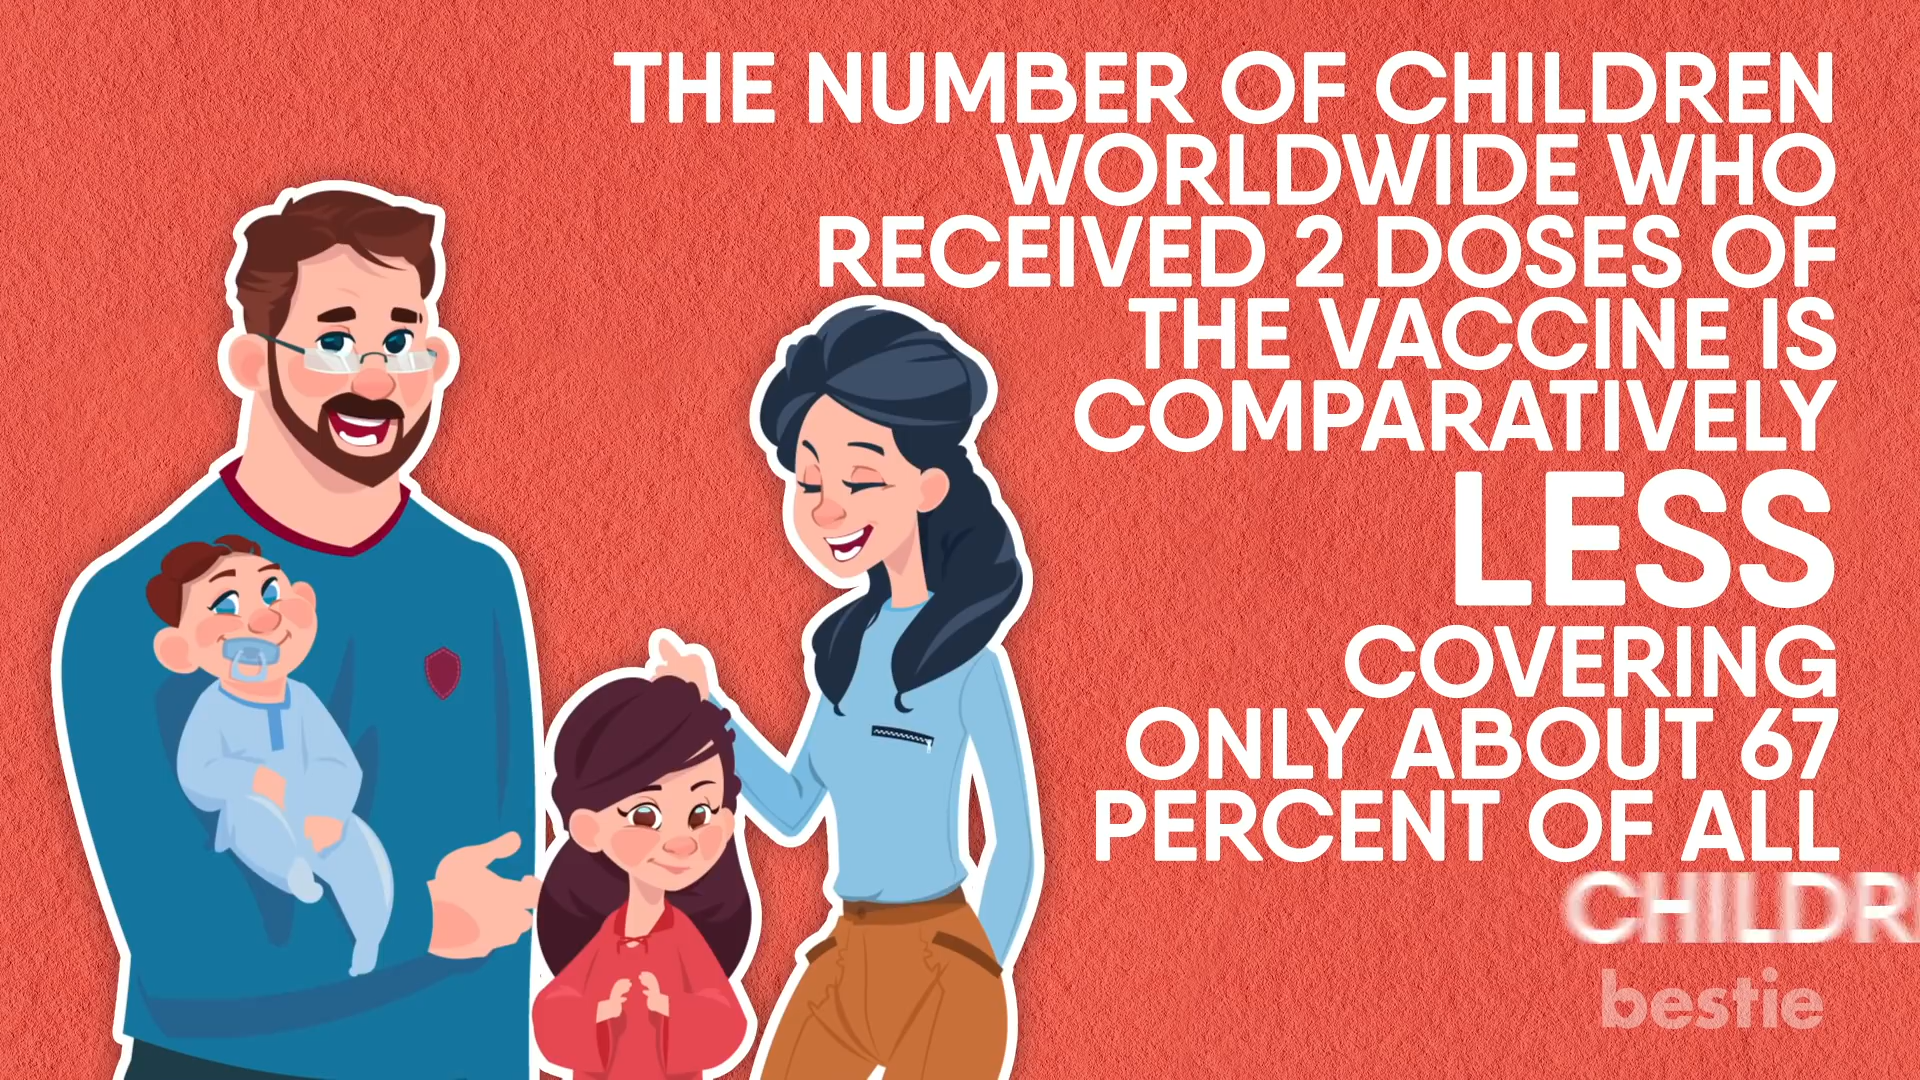 THE NUMBER OF CHILDREN
WORLDWIDE WHO
RECEIVED 2 DOSES OF
THE VACCINE IS
COMPARATIVELY
LESS
COVERING
ONLY ABOUT 67
PERCENT OF ALL
CHILDR
bestie